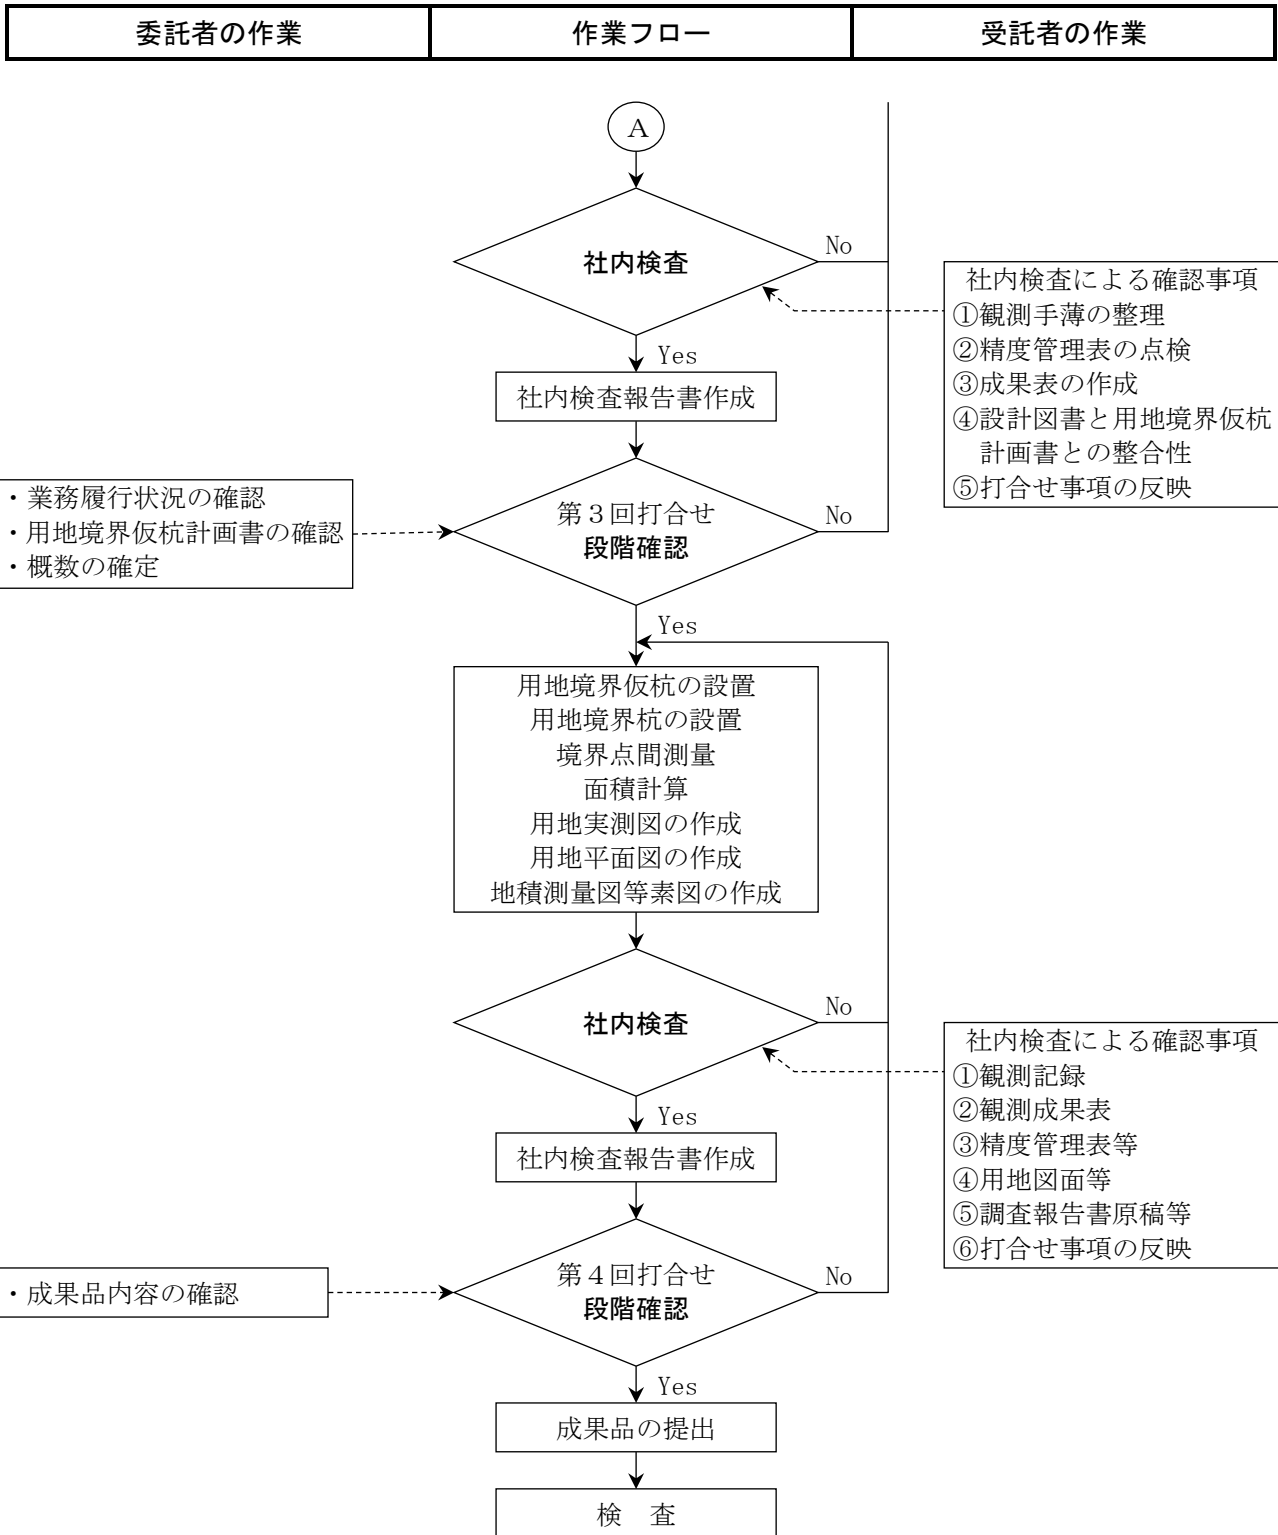 委託者の作業
作業フロー
受託者の作業
A
社内検査
No
社内検査による確認事項
①観測手薄の整理
②精度管理表の点検
③成果表の作成
④設計図書と用地境界仮杭
計画書との整合性
⑤打合せ事項の反映
Yes
社内検査報告書作成
・業務履行状況の確認
・用地境界仮杭計画書の確認
・概数の確定
第３回打合せ
段階確認
No
Yes
用地境界仮杭の設置
用地境界杭の設置
境界点間測量
面積計算
用地実測図の作成
用地平面図の作成
地積測量図等素図の作成
社内検査
No
社内検査による確認事項
①観測記録
②観測成果表
③精度管理表等
④用地図面等
⑤調査報告書原稿等
⑥打合せ事項の反映
Yes
社内検査報告書作成
・成果品内容の確認
第４回打合せ
段階確認
No
Yes
成果品の提出
検　査